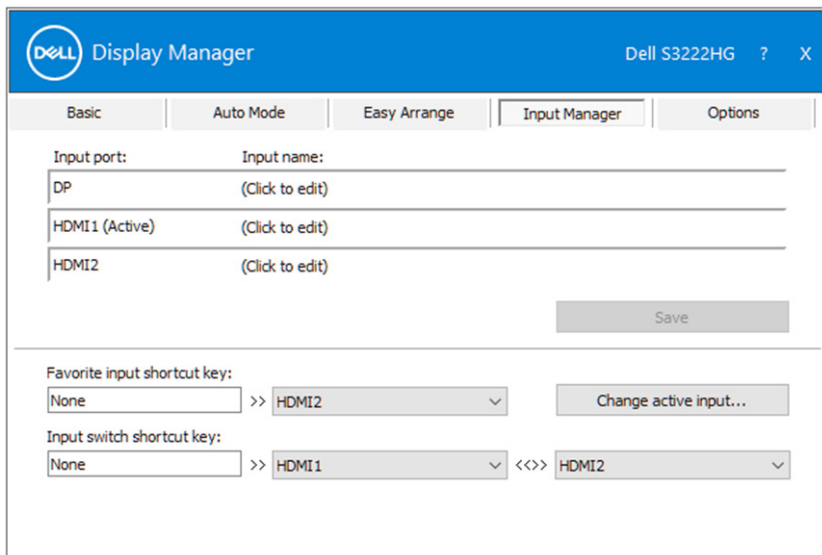 DELL Display Manager Dell S3222HG ? X
Basic Auto Mode Easy Arrange Input Manager Options
Input port: Input name:
DP (Click to edit)
HDMI1 (Active) (Click to edit)
HDMI2 (Click to edit)
Save
Favorite input shortcut key:
None >> HDMI2 Change active input...
Input switch shortcut key:
None >> HDMI1 <<>> HDMI2